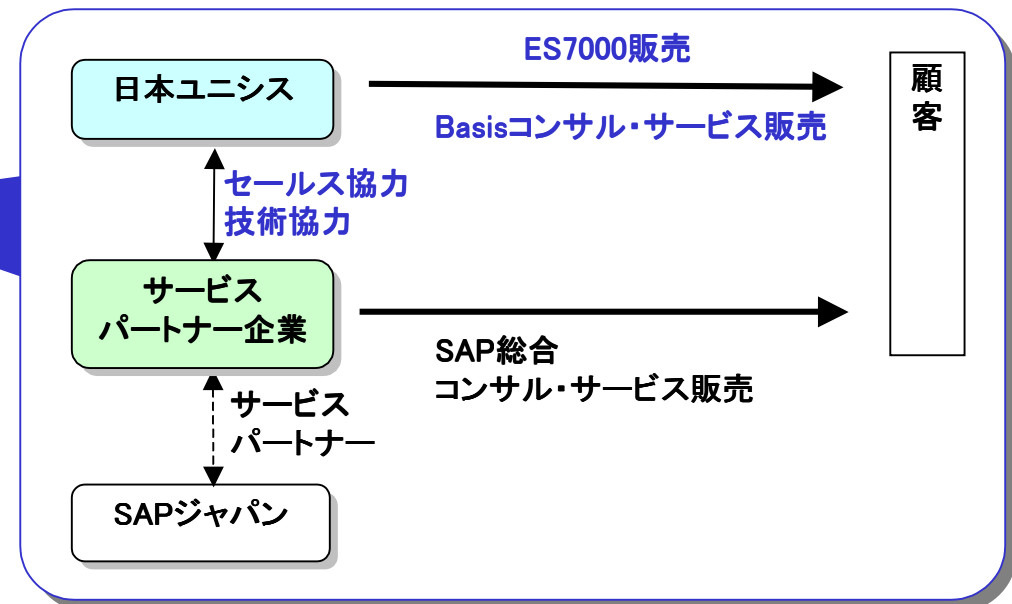 ES7000販売
日本ユニシス
顧
客
Basisコンサル・サービス販売
セールス協力
技術協力
サービス
パートナー企業
SAP総合
コンサル・サービス販売
サービス
パートナー
SAPジャパン